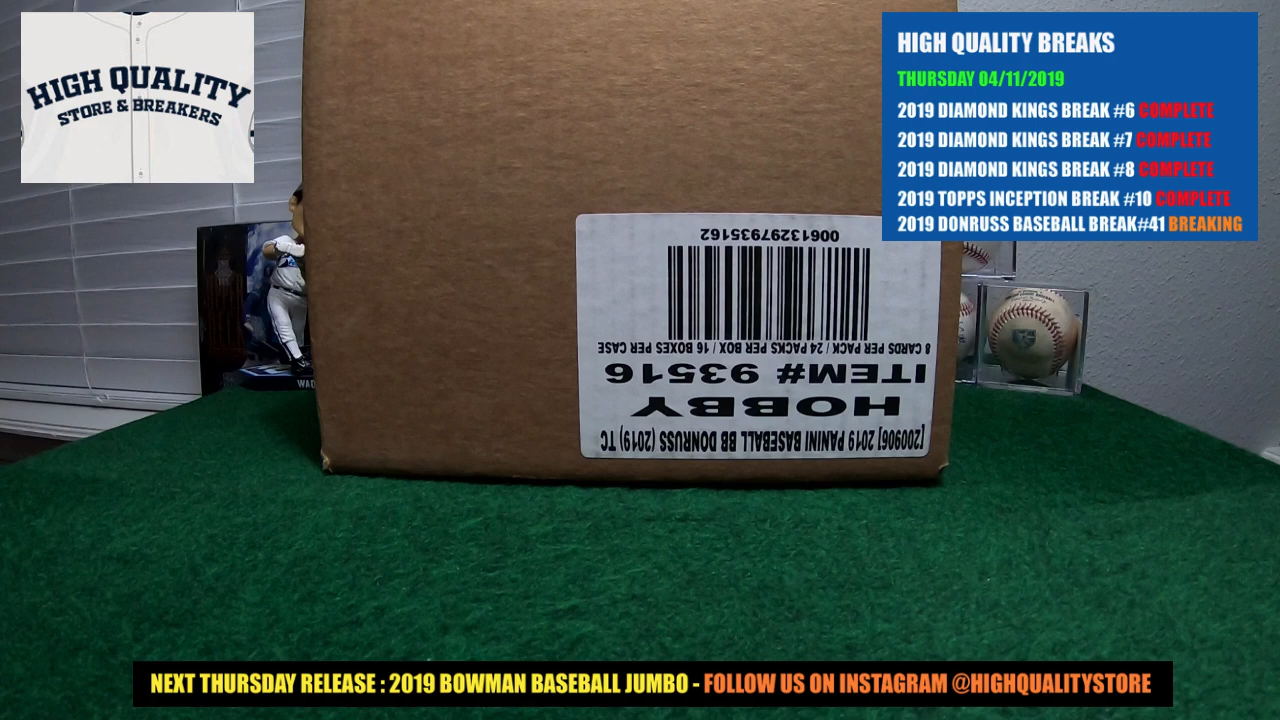 HIGH QUALITY
STORE & BREAKERS
HIGH QUALITY BREAKS
THURSDAY 04/11/2019
2019 DIAMOND KINGS BREAK #6 COMPLETE
2019 DIAMOND KINGS BREAK #7 COMPLETE
2019 DIAMOND KINGS BREAK #8 COMPLETE
2019 TOPPS INCEPTION BREAK #10 COMPLETE
2019 DONRUSS BASEBALL BREAK#41 BREAKING
[200906] 2019 PANINI BASEBALL BB DONRUSS (2019) TC
HOBBY
ITEM# 93516
8 CARDS PER PACK / 24 PACKS PER BOX / 16 BOXES PER CASE
00613297935162
WAD
NEXT THURSDAY RELEASE : 2019 BOWMAN BASEBALL JUMBO - FOLLOW US ON INSTAGRAM @HIGHQUALITYSTORE